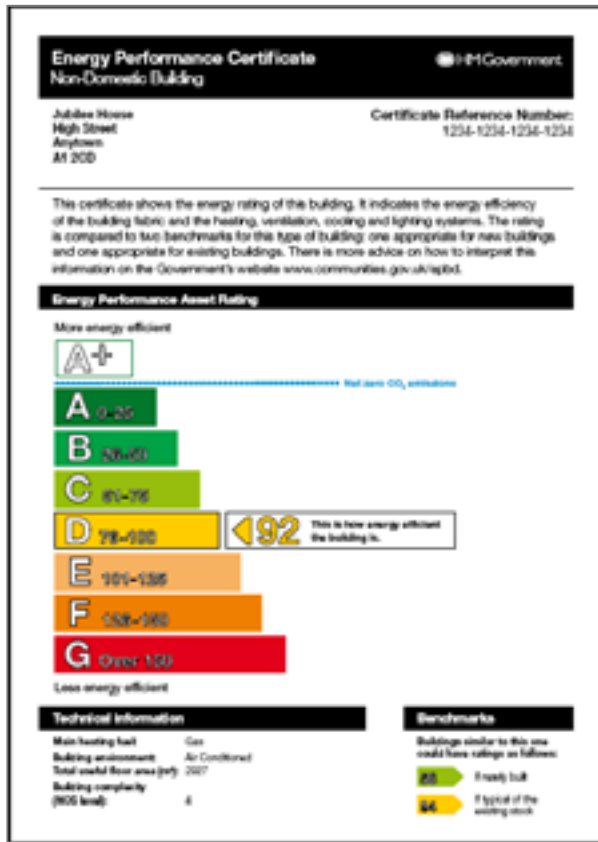 Energy Performance Certificate
Non-Domestic Building
HM Government
Jubilee House
High Street
Anytown
A1 2CD
Certificate Reference Number:
1234-1234-1234-1234
This certificate shows the energy rating of this building. It indicates the energy efficiency
of the building fabric and the heating, ventilation, cooling and lighting systems. The rating
is compared to two benchmarks for this type of building: one appropriate for new buildings
and one appropriate for existing buildings. There is more advice on how to interpret this
information on the Government's website www.communities.gov.uk/epbd.
Energy Performance Asset Rating
More energy efficient
A+
Net zero CO₂ emissions
A 0-25
B 26-50
C 51-75
D 76-100
92 This is how energy efficient
the building is.
E 101-125
F 126-150
G Over 150
Less energy efficient
Technical information
Main heating fuel: Gas
Building environment: Air Conditioned
Total useful floor area (m²): 2927
Building complexity
(NOS level): 4
Benchmarks
Buildings similar to this one
could have ratings as follows:
If newly built
If typical of the
existing stock